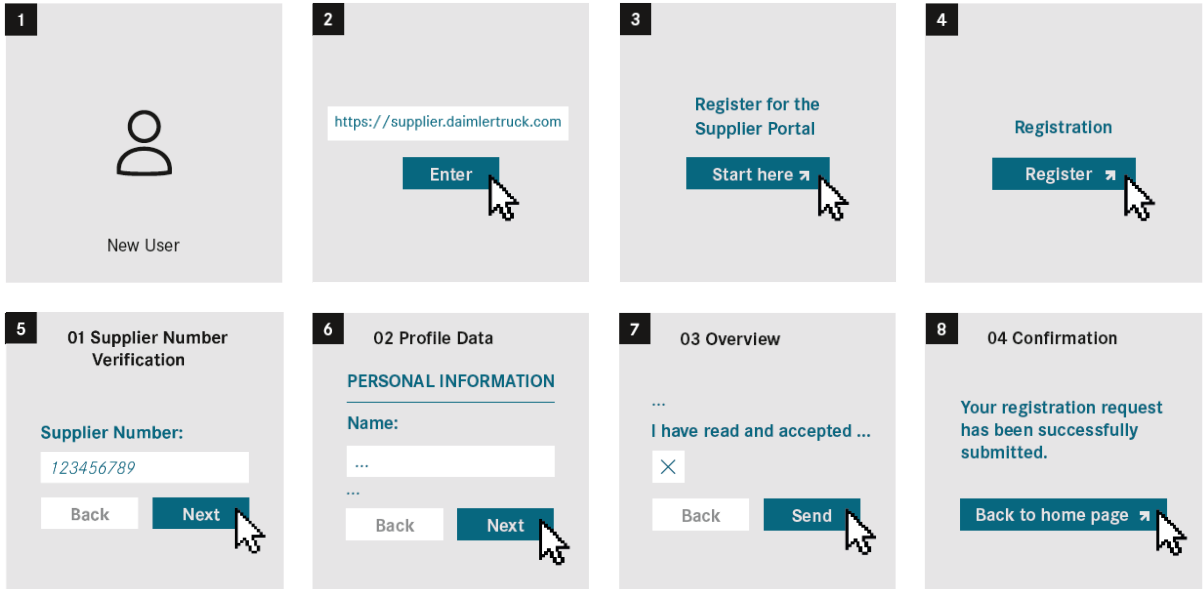 1
New User
2
https://supplier.daimlertruck.com
Enter
3
Register for the
Supplier Portal
Start here
4
Registration
Register
5
01 Supplier Number
Verification
Supplier Number:
123456789
Back
Next
6
02 Profile Data
PERSONAL INFORMATION
Name:
...
...
Back
Next
7
03 Overview
...
I have read and accepted ...
Back
Send
8
04 Confirmation
Your registration request
has been successfully
submitted.
Back to home page